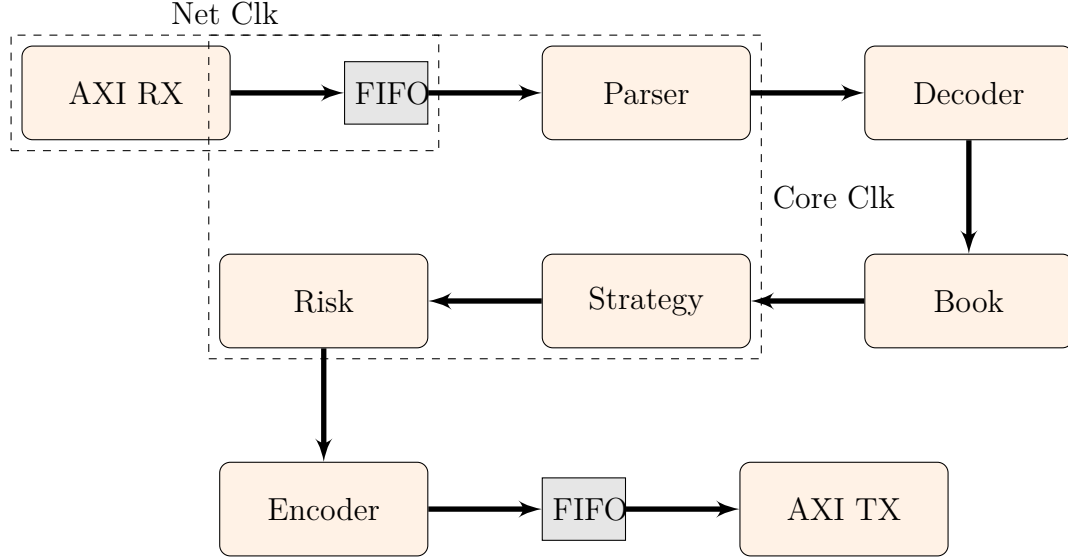 Net Clk
AXI RX
FIFO
Parser
Decoder
Core Clk
Risk
Strategy
Book
Encoder
FIFO
AXI TX